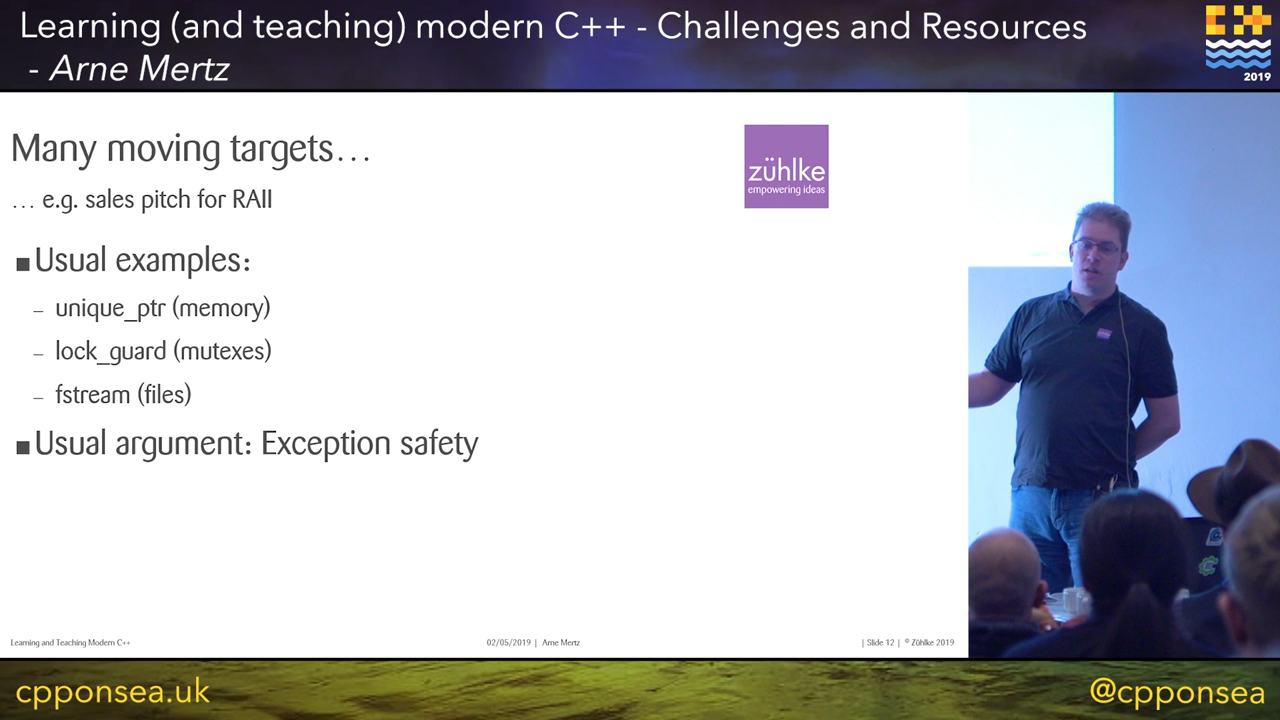 Learning (and teaching) modern C++ - Challenges and Resources
- Arne Mertz
2019
Many moving targets…
… e.g. sales pitch for RAII
zühlke
empowering ideas
■Usual examples:
– unique_ptr (memory)
– lock_guard (mutexes)
– fstream (files)
■Usual argument: Exception safety
Learning and Teaching Modern C++
02/05/2019 | Arne Mertz
| Slide 12 | © Zühlke 2019
cpponsea.uk
@cpponsea